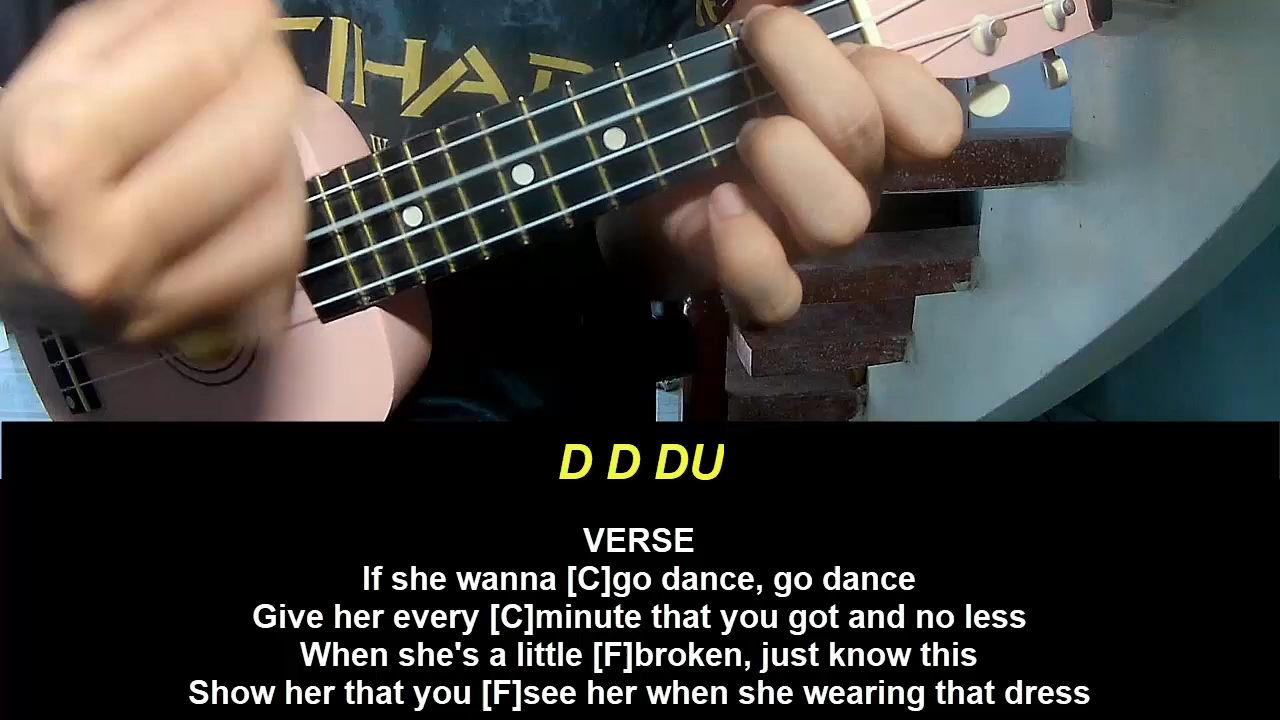 D D DU
VERSE
If she wanna [C]go dance, go dance
Give her every [C]minute that you got and no less
When she's a little [F]broken, just know this
Show her that you [F]see her when she wearing that dress